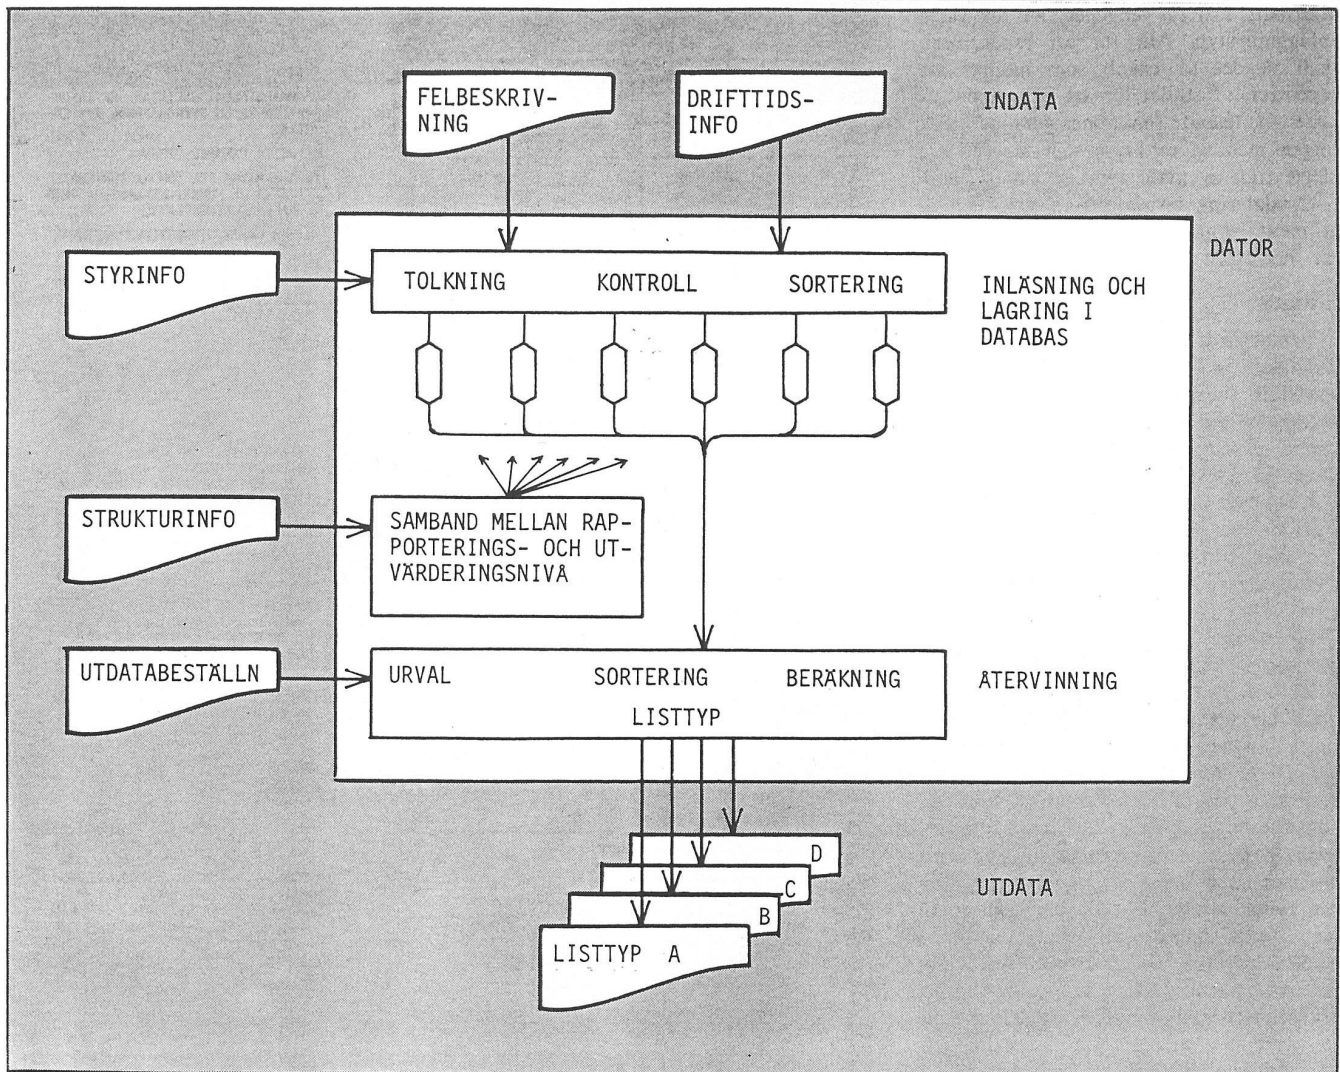 FELBESKRIV-
NING
DRIFTTIDS-
INFO
INDATA
DATOR
STYRINFO
TOLKNING KONTROLL SORTERING
INLÄSNING OCH
LAGRING I
DATABAS
STRUKTURINFO
SAMBAND MELLAN RAP-
PORTERINGS- OCH UT-
VÄRDERINGSNIVÅ
UTDATABESTÄLLN
URVAL SORTERING BERÄKNING
LISTTYP
ÅTERVINNING
D
C
B
LISTTYP A
UTDATA